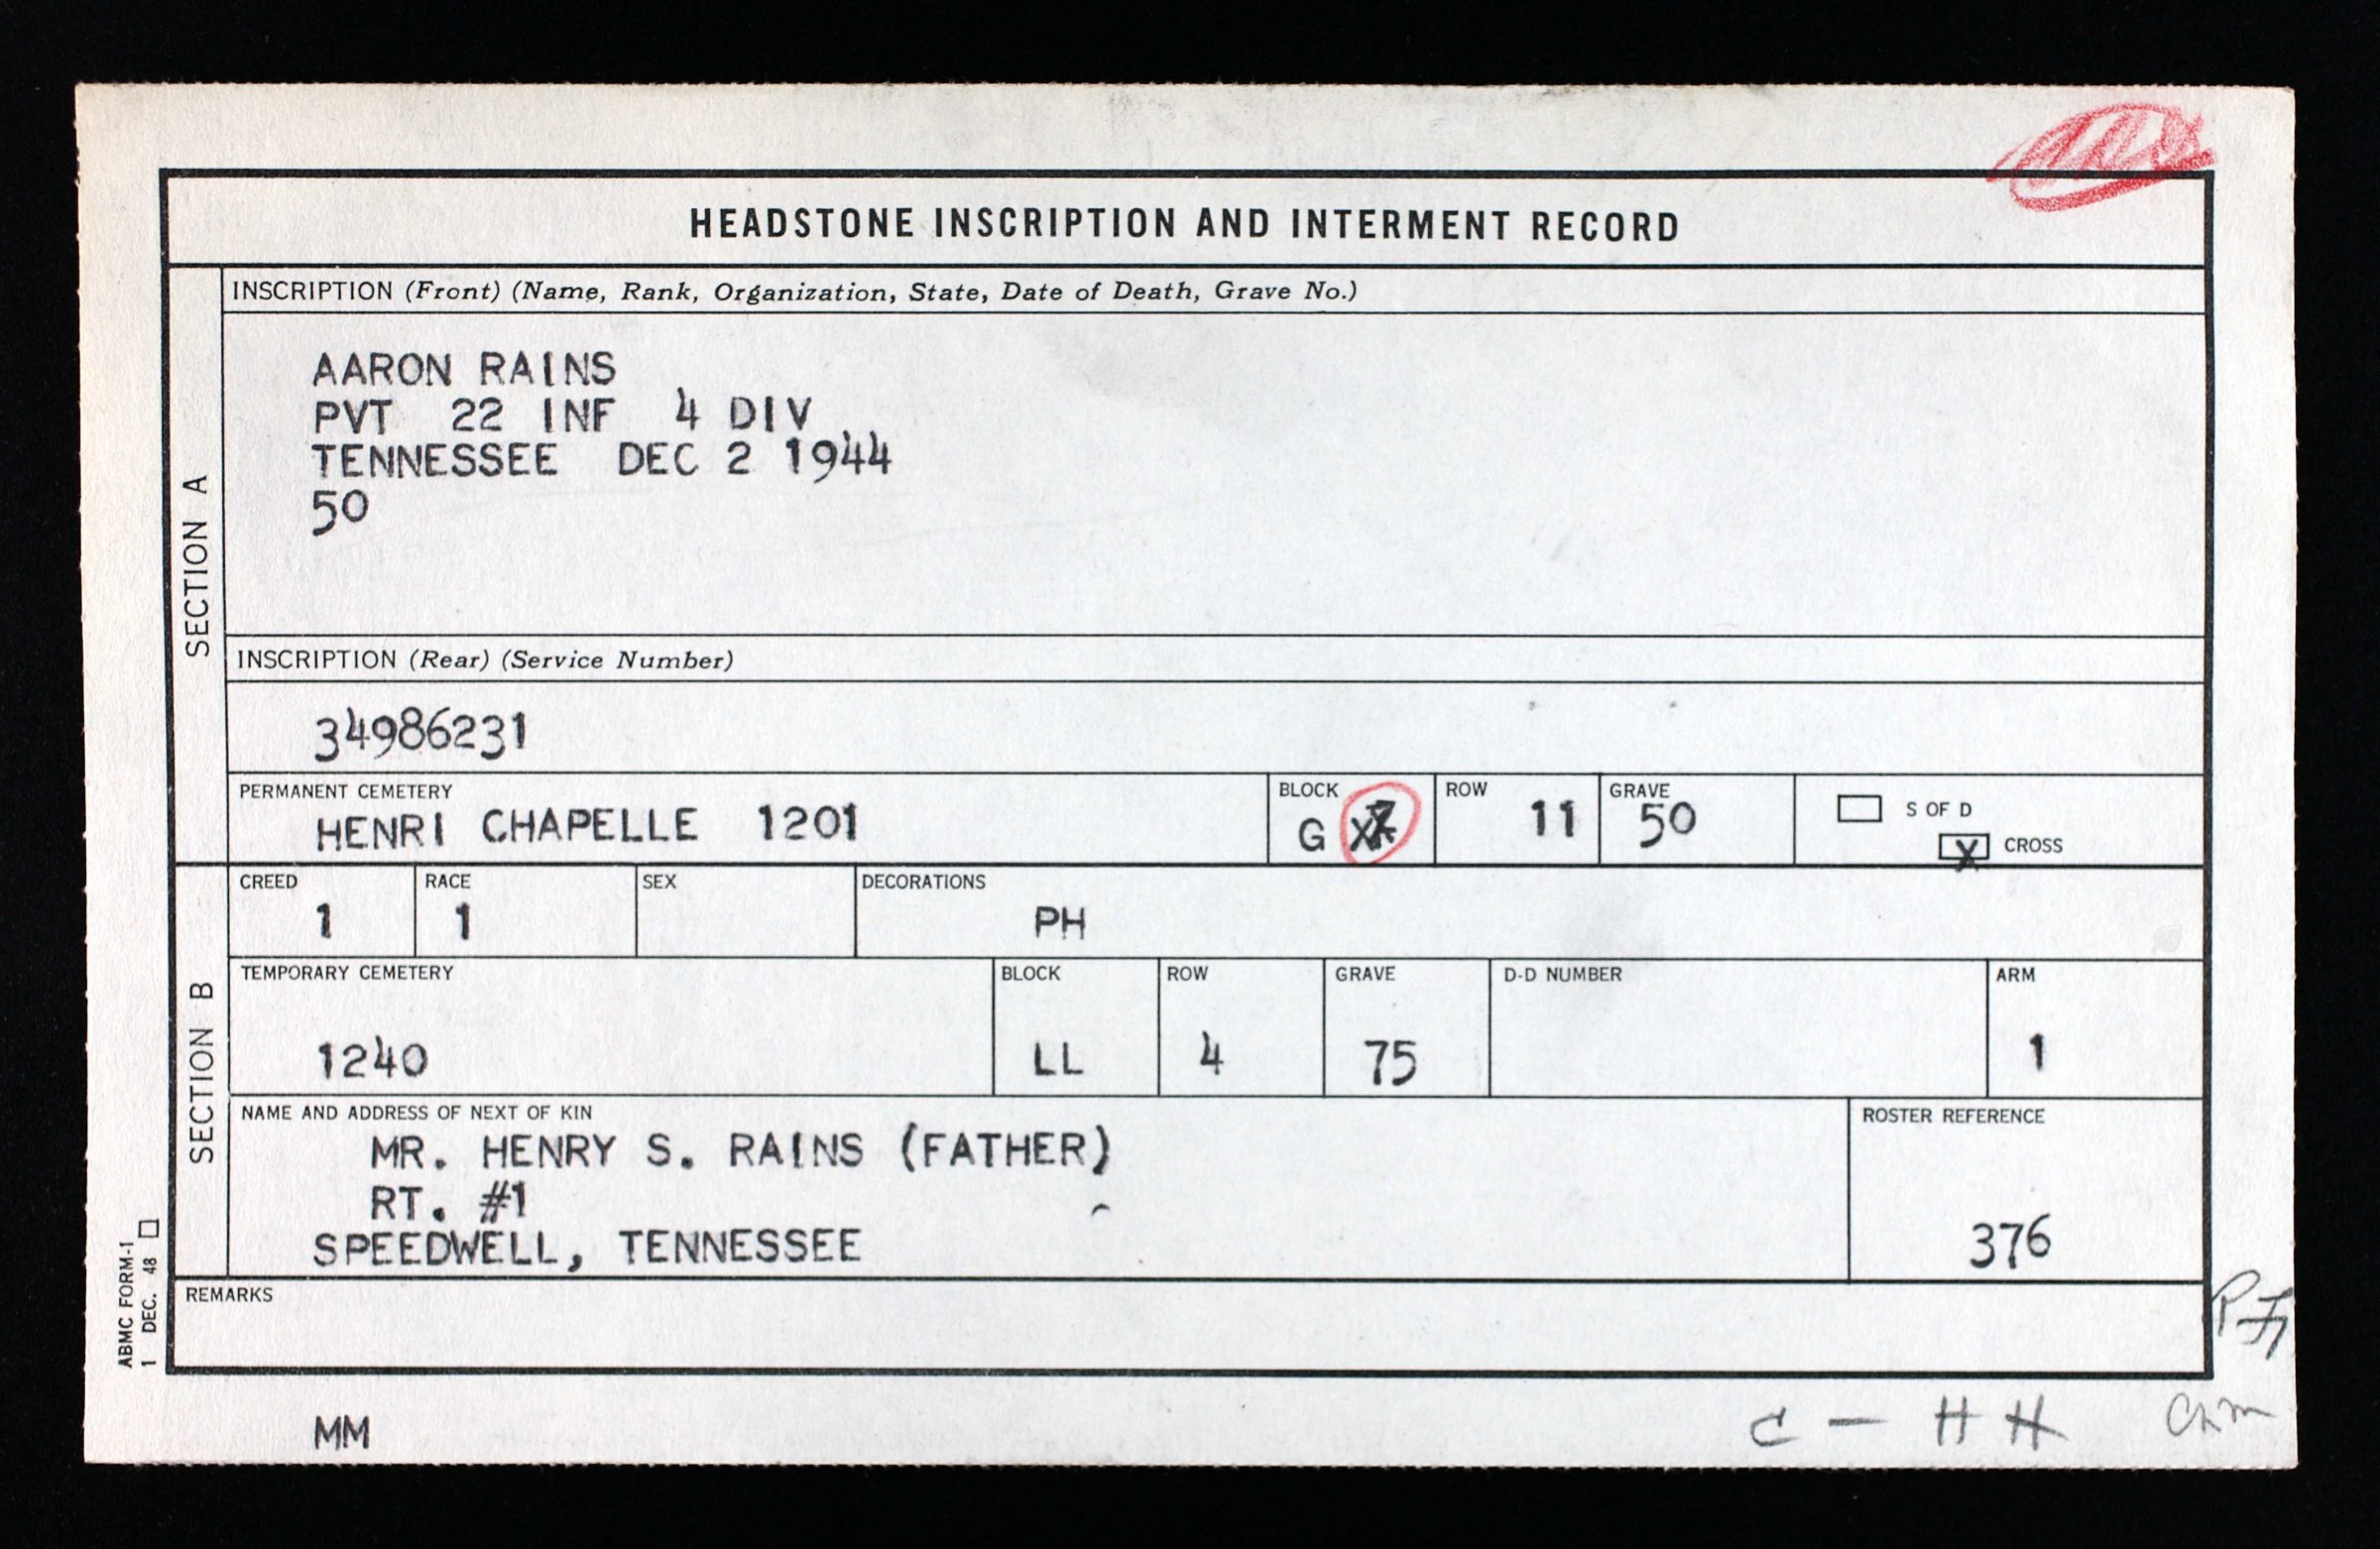 HEADSTONE INSCRIPTION AND INTERMENT RECORD
SECTION A
INSCRIPTION (Front) (Name, Rank, Organization, State, Date of Death, Grave No.)
AARON RAINS
PVT 22 INF 4 DIV
TENNESSEE DEC 2 1944
50
INSCRIPTION (Rear) (Service Number)
34986231
PERMANENT CEMETERY BLOCK ROW GRAVE
HENRI CHAPELLE 1201 G 11 50
S OF D
X CROSS
SECTION B
CREED RACE SEX DECORATIONS
1 1 PH
TEMPORARY CEMETERY BLOCK ROW GRAVE D-D NUMBER ARM
1240 LL 4 75 1
NAME AND ADDRESS OF NEXT OF KIN ROSTER REFERENCE
MR. HENRY S. RAINS (FATHER)
RT. #1
SPEEDWELL, TENNESSEE 376
REMARKS
ABMC FORM-1
1 DEC. 48
MM
C - H H